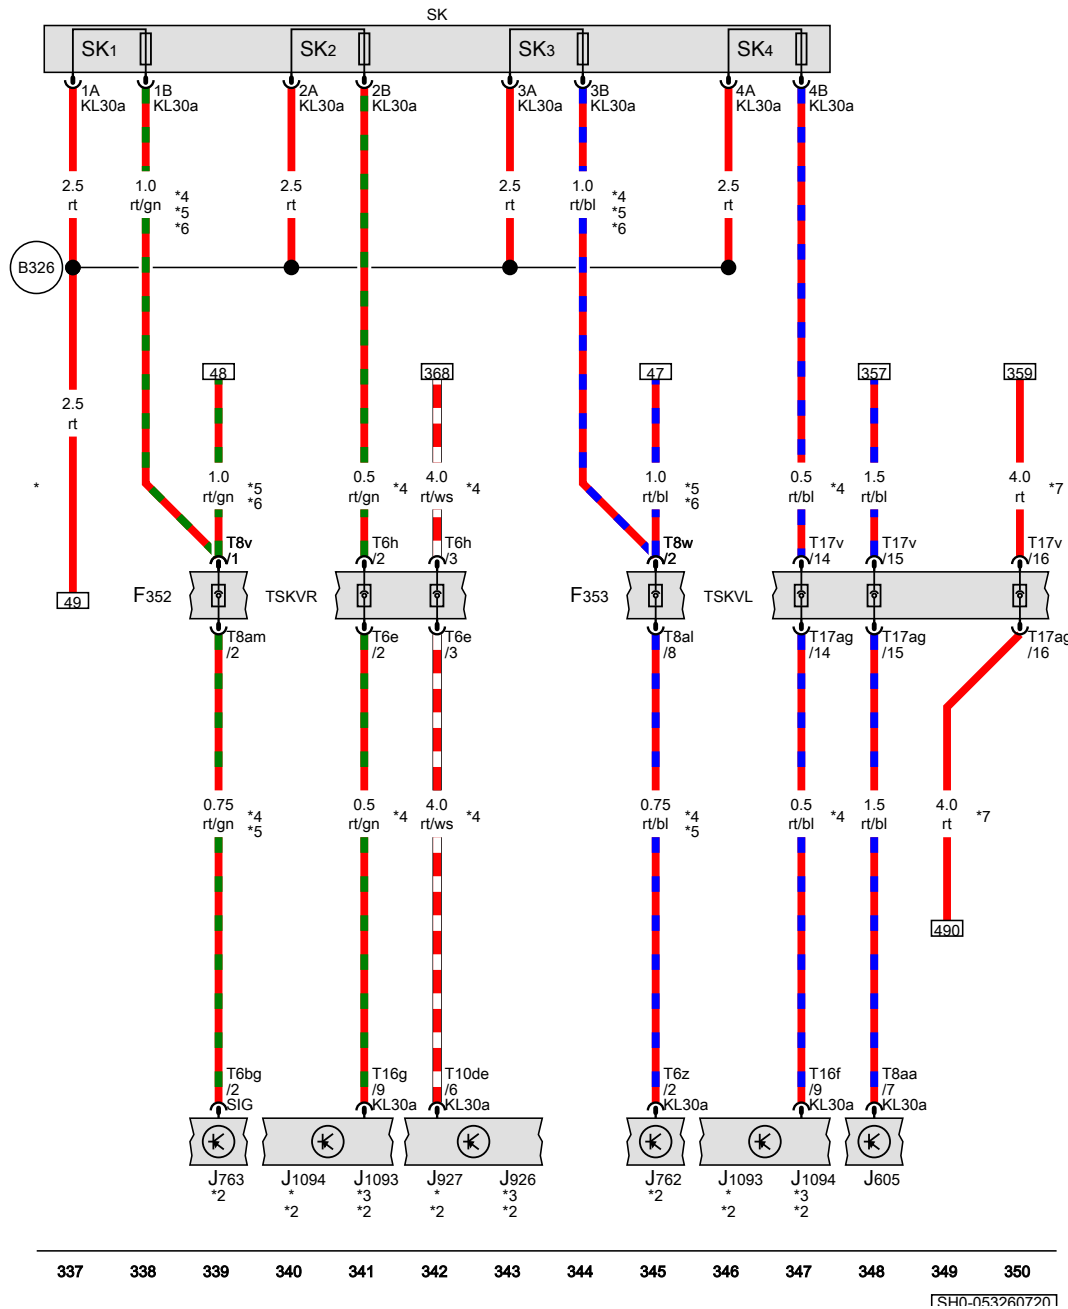 SK
SK1 SK2 SK3 SK4
1A 1B 2A 2B 3A 3B 4A 4B
KL30a KL30a KL30a KL30a KL30a KL30a KL30a KL30a
2.5 1.0 2.5 2.5 1.0 2.5
rt rt/gn rt rt rt/bl rt
*4 *4
*5 *5
*6 *6
B326
48 368 47 357 359
2.5
rt
1.0 0.5 4.0 1.0 0.5 1.5 4.0
* rt/gn *5 rt/gn *4 rt/ws *4 rt/bl *5 rt/bl *4 rt/bl rt *7
*6 *6
T8v T6h T6h T8w T17v T17v T17v
/1 /2 /3 /2 /14 /15 /16
49 F352 TSKVR F353 TSKVL
T8am T6e T6e T8al T17ag T17ag T17ag
/2 /2 /3 /8 /14 /15 /16
0.75 0.5 4.0 0.75 0.5 1.5 4.0
rt/gn *4 rt/gn *4 rt/ws *4 rt/bl *4 rt/bl *4 rt/bl rt *7
*5 *5
490
T6bg T16g T10de T6z T16f T8aa
/2 /9 /6 /2 /9 /7
SIG KL30a KL30a KL30a KL30a KL30a
J763 J1094 J1093 J927 J926 J762 J1093 J1094 J605
*2 * *3 * *3 *2 * *3
*2 *2 *2 *2 *2 *2
337 338 339 340 341 342 343 344 345 346 347 348 349 350
SH0-053260720